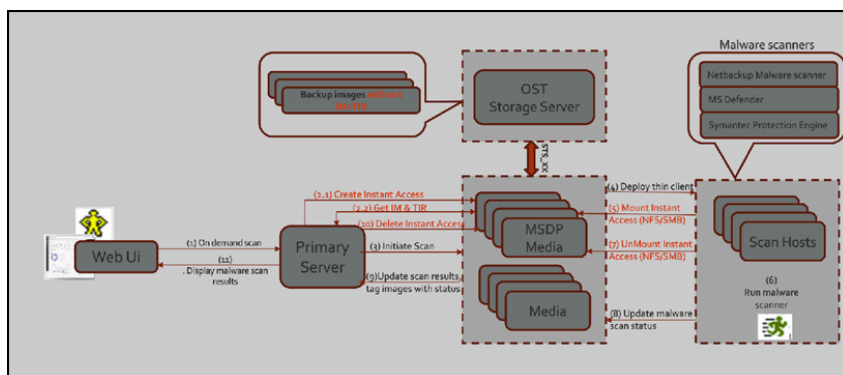 Malware scanners
Netbackup Malware scanner
MS Defender
Symantec Protection Engine
Backup images without
IM+TIR
OST
Storage Server
STS_XX
(2.1) Create Instant Access
(2.2) Get IM & TIR
(10) Delete Instant Access
(4) Deploy thin client
(5) Mount Instant
Access (NFS/SMB)
MSDP
Media
(1) On demand scan
Web Ui
(11)
. Display malware scan
results
Primary
Server
(3) Initiate Scan
(7) UnMount Instant
Access (NFS/SMB)
Scan Hosts
(9)Update scan results,
tag images with status
Media
(8) Update malware
scan status
(6)
Run malware
scanner